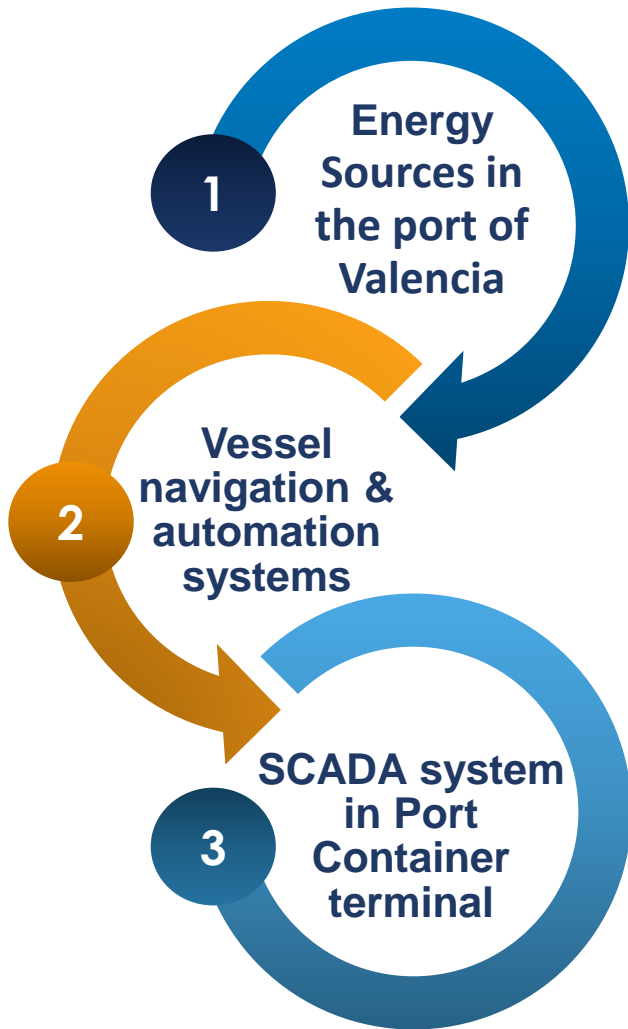 1
Energy
Sources in
the port of
Valencia
2
Vessel
navigation &
automation
systems
3
SCADA system
in Port
Container
terminal